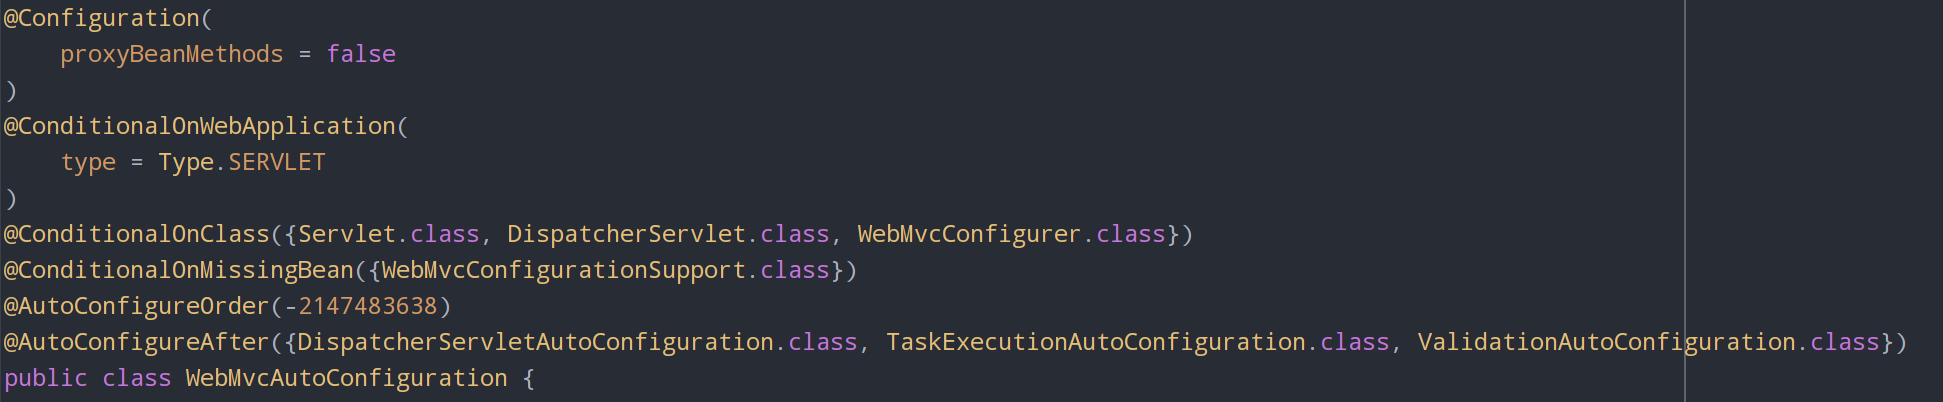 @Configuration(
    proxyBeanMethods = false
)
@ConditionalOnWebApplication(
    type = Type.SERVLET
)
@ConditionalOnClass({Servlet.class, DispatcherServlet.class, WebMvcConfigurer.class})
@ConditionalOnMissingBean({WebMvcConfigurationSupport.class})
@AutoConfigureOrder(-2147483638)
@AutoConfigureAfter({DispatcherServletAutoConfiguration.class, TaskExecutionAutoConfiguration.class, ValidationAutoConfiguration.class})
public class WebMvcAutoConfiguration {